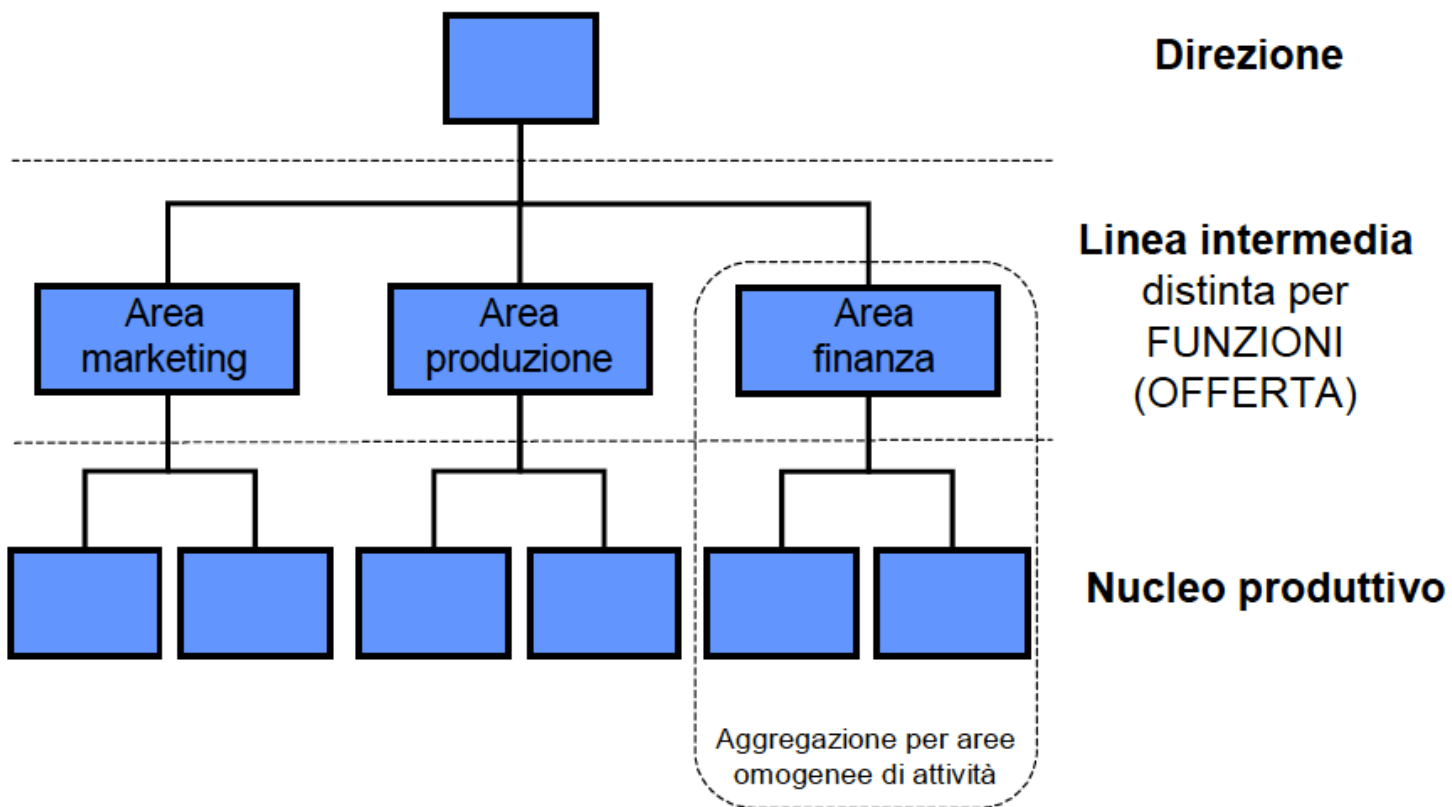 Direzione
Linea intermedia
distinta per
FUNZIONI
(OFFERTA)
Area
marketing
Area
produzione
Area
finanza
Nucleo produttivo
Aggregazione per aree
omogenee di attività